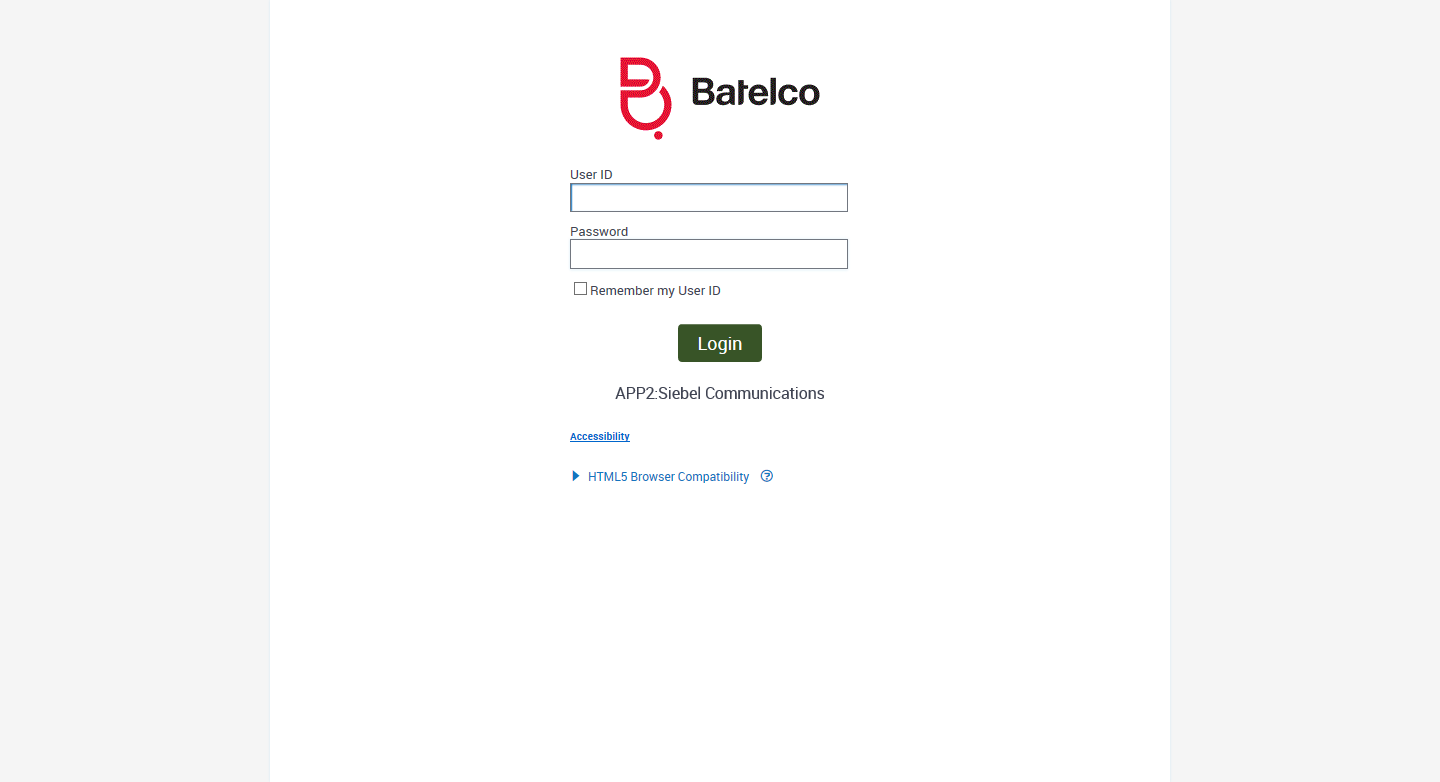 Batelco
User ID
Password
Remember my User ID
Login
APP2:Siebel Communications
Accessibility
HTML5 Browser Compatibility